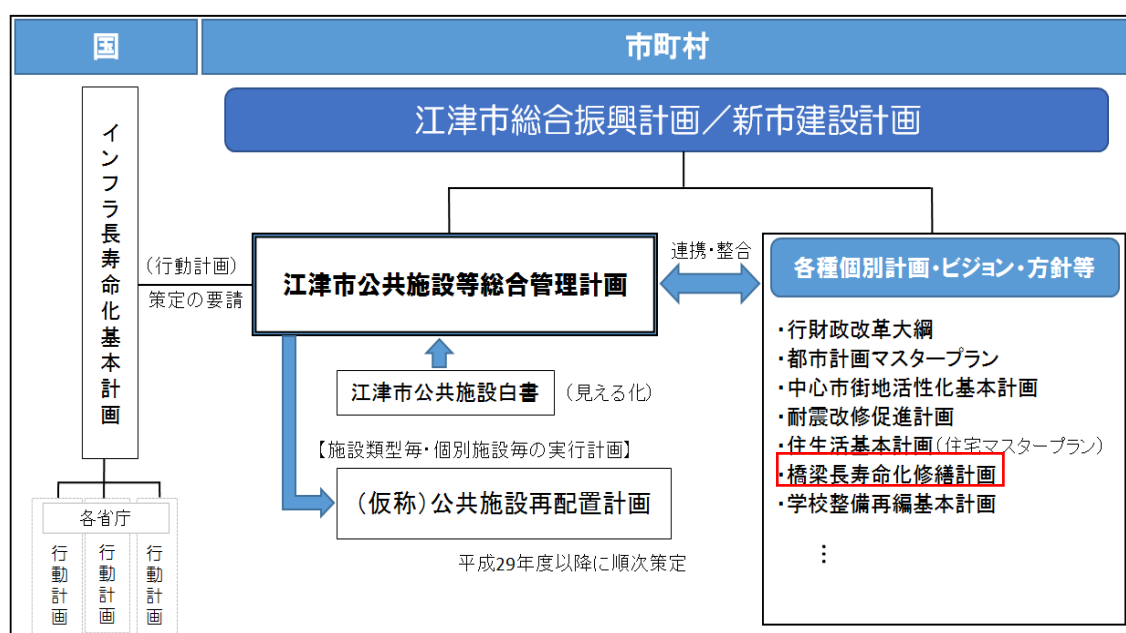 国
市町村
江津市総合振興計画／新市建設計画
インフラ長寿命化基本計画
（行動計画）
策定の要請
江津市公共施設等総合管理計画
連携・整合
各種個別計画・ビジョン・方針等
・行財政改革大綱
・都市計画マスタープラン
・中心市街地活性化基本計画
・耐震改修促進計画
・住生活基本計画（住宅マスタープラン）
・橋梁長寿命化修繕計画
・学校整備再編基本計画
⋮
江津市公共施設白書
（見える化）
【施設類型毎・個別施設毎の実行計画】
（仮称）公共施設再配置計画
平成29年度以降に順次策定
各省庁
行動計画
行動計画
行動計画